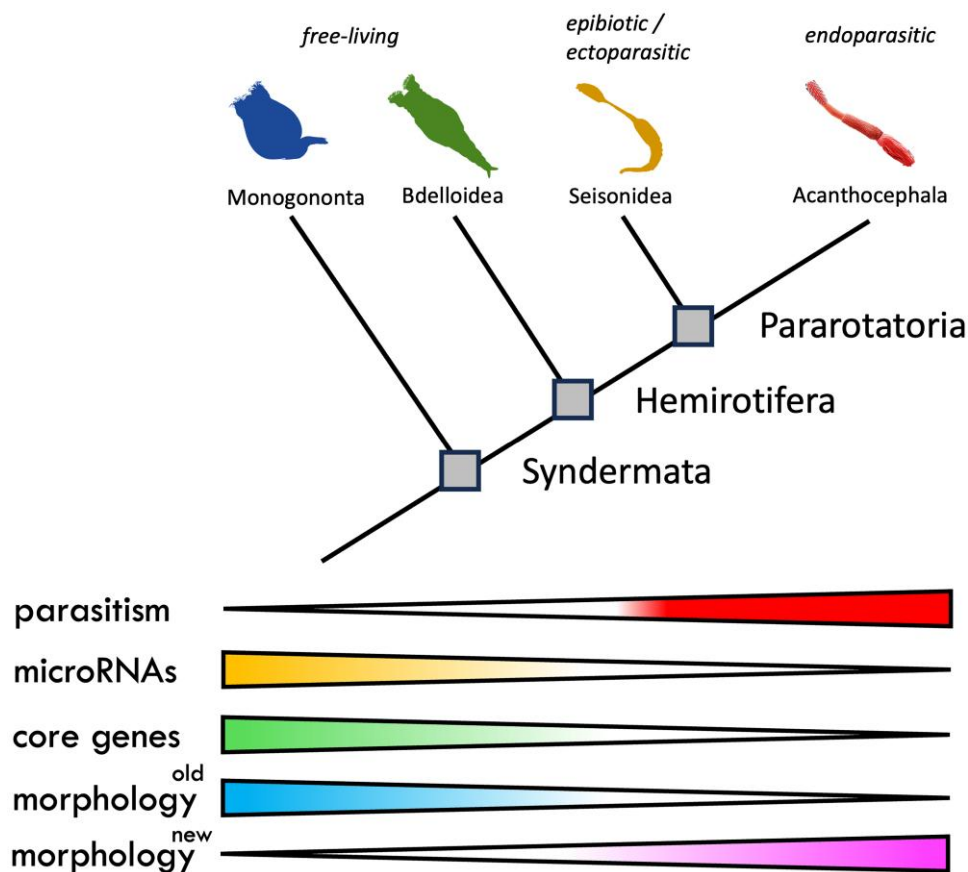 free-living
epibiotic /
ectoparasitic
endoparasitic
Monogononta
Bdelloidea
Seisonidea
Acanthocephala
Pararotatoria
Hemirotifera
Syndermata
parasitism
microRNAs
core genes
morphology old
morphology new